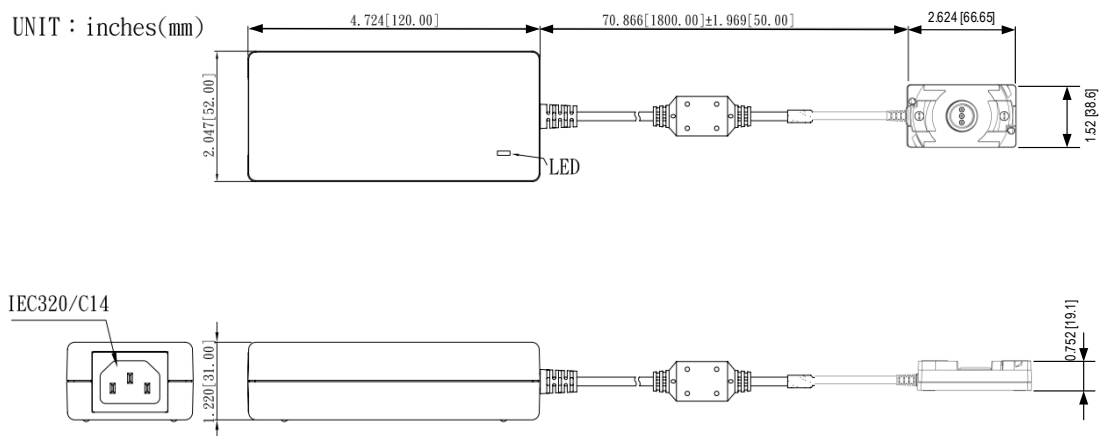 UNIT：inches(mm)
4.724[120.00]
70.866[1800.00]±1.969[50.00]
2.624 [66.65]
2.047[52.00]
1.52 [38.6]
LED
IEC320/C14
1.220[31.00]
0.752 [19.1]